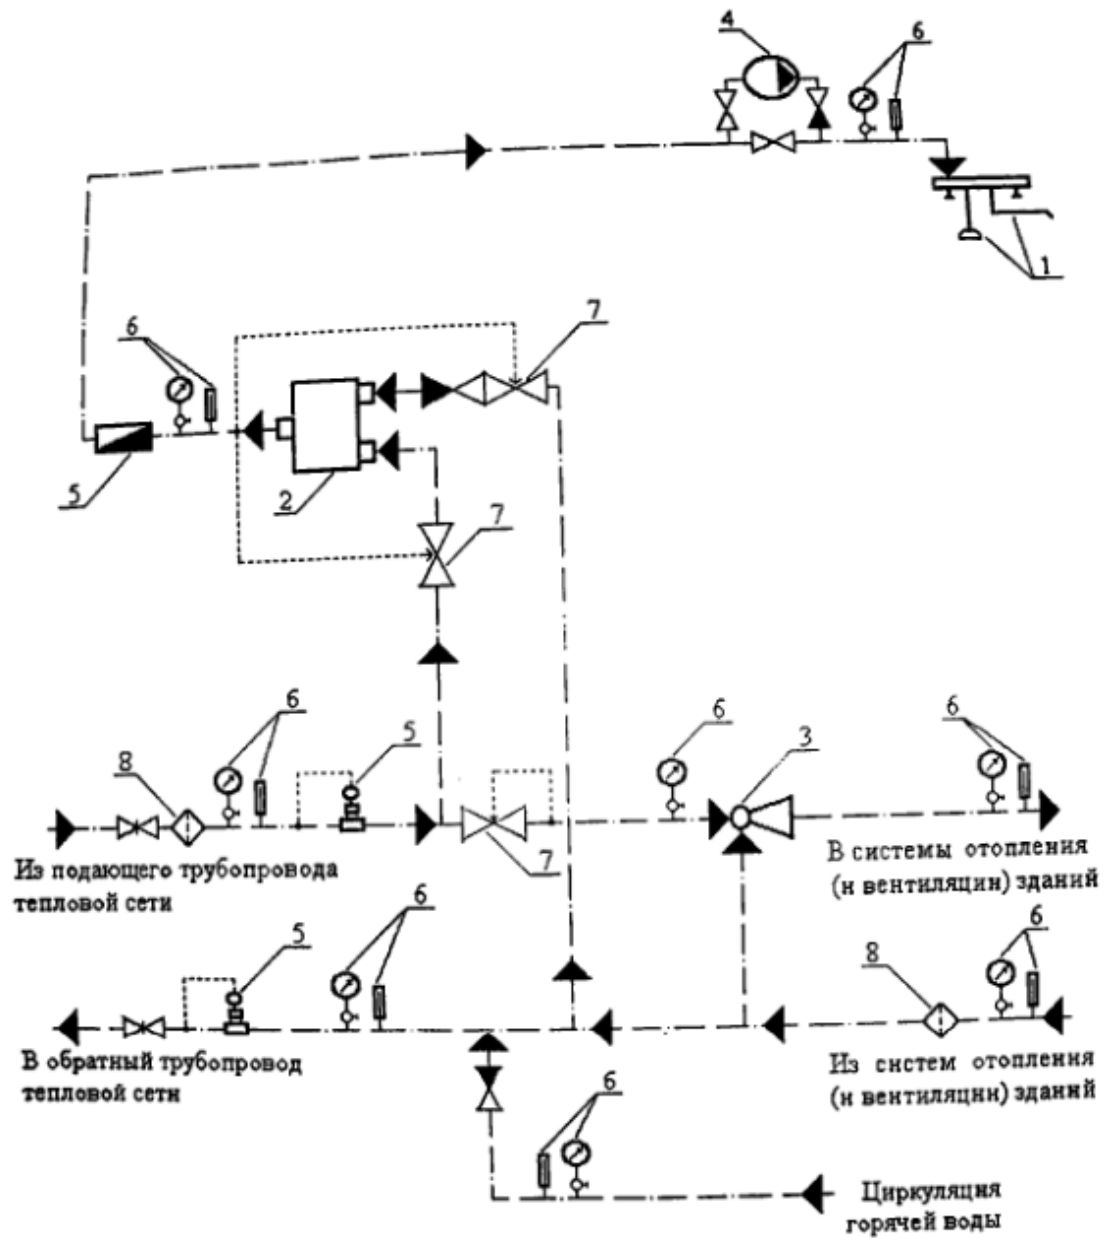 4
6
1
6
7
5
2
7
6
8
5
6
3
6
7
Из подающего трубопровода
тепловой сети
В системы отопления
(и вентиляции) зданий
5
6
8
6
В обратный трубопровод
тепловой сети
Из систем отопления
(и вентиляции) зданий
6
Циркуляция
горячей воды